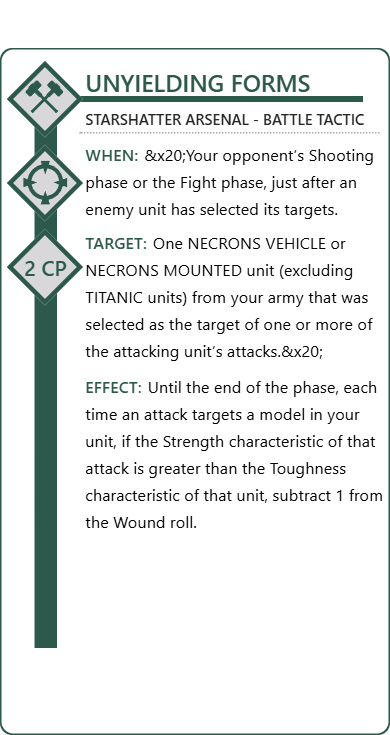 UNYIELDING FORMS
STARSHATTER ARSENAL - BATTLE TACTIC
WHEN: &x20;Your opponent's Shooting
phase or the Fight phase, just after an
enemy unit has selected its targets.
2 CP
TARGET: One NECRONS VEHICLE or
NECRONS MOUNTED unit (excluding
TITANIC units) from your army that was
selected as the target of one or more of
the attacking unit's attacks.&x20;
EFFECT: Until the end of the phase, each
time an attack targets a model in your
unit, if the Strength characteristic of that
attack is greater than the Toughness
characteristic of that unit, subtract 1 from
the Wound roll.